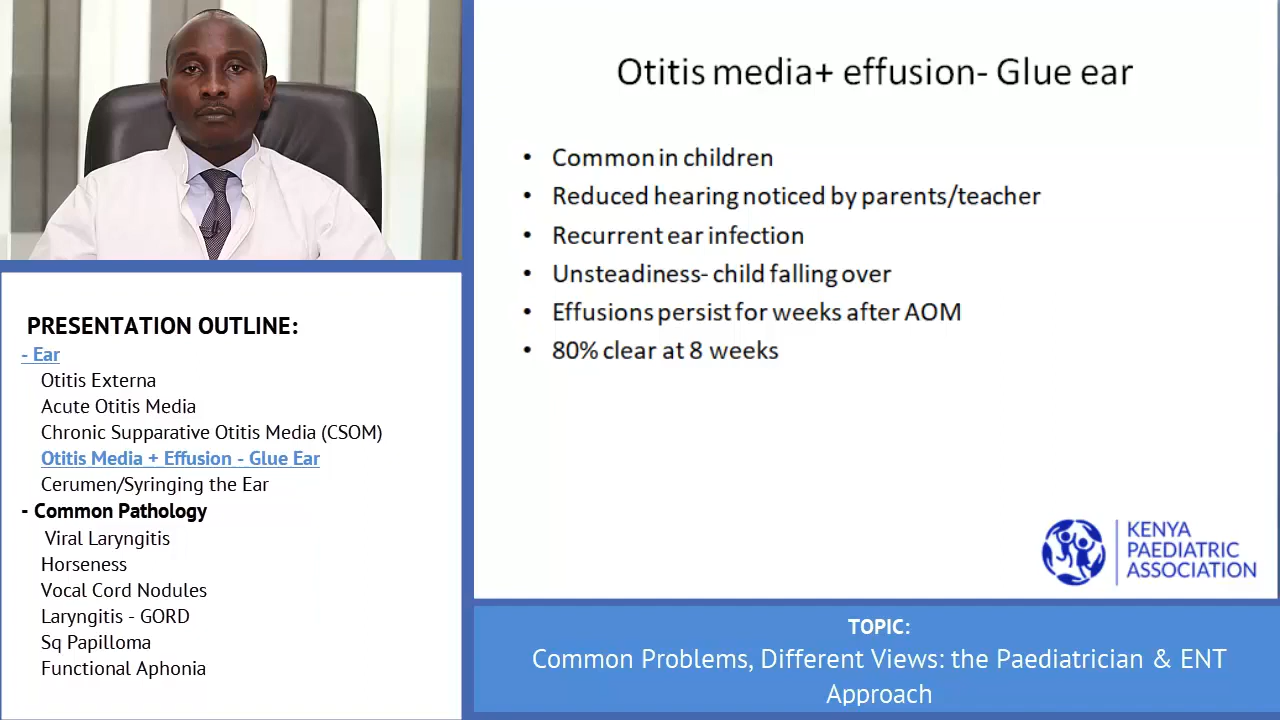 Otitis media+ effusion- Glue ear
• Common in children
• Reduced hearing noticed by parents/teacher
• Recurrent ear infection
• Unsteadiness- child falling over
• Effusions persist for weeks after AOM
• 80% clear at 8 weeks
KENYA
PAEDIATRIC
ASSOCIATION
PRESENTATION OUTLINE:
- Ear
Otitis Externa
Acute Otitis Media
Chronic Supparative Otitis Media (CSOM)
Otitis Media + Effusion - Glue Ear
Cerumen/Syringing the Ear
- Common Pathology
Viral Laryngitis
Horseness
Vocal Cord Nodules
Laryngitis - GORD
Sq Papilloma
Functional Aphonia
TOPIC:
Common Problems, Different Views: the Paediatrician & ENT
Approach